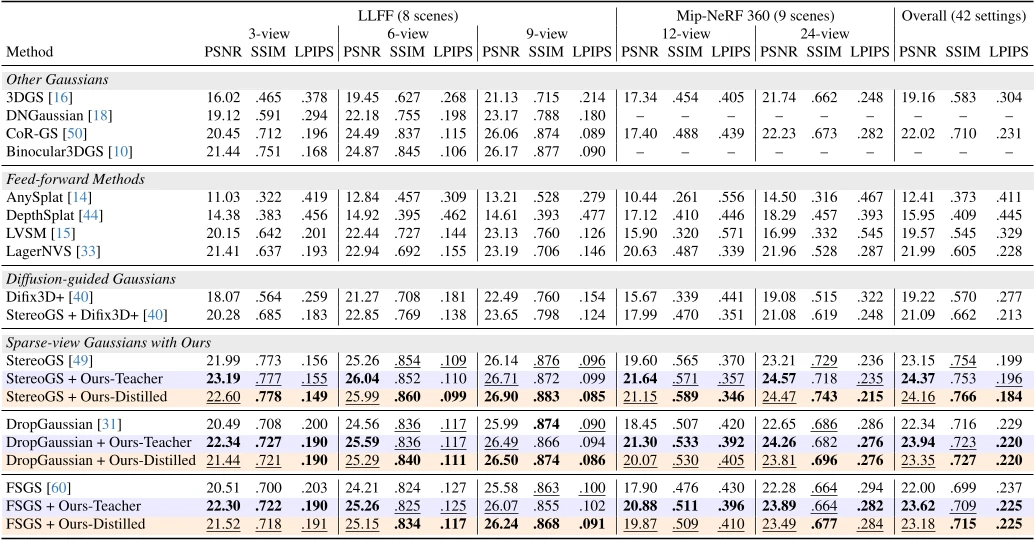 LLFF (8 scenes) Mip-NeRF 360 (9 scenes) Overall (42 settings)
3-view 6-view 9-view 12-view 24-view
Method PSNR SSIM LPIPS PSNR SSIM LPIPS PSNR SSIM LPIPS PSNR SSIM LPIPS PSNR SSIM LPIPS PSNR SSIM LPIPS
Other Gaussians
3DGS [16] 16.02 .465 .378 19.45 .627 .268 21.13 .715 .214 17.34 .454 .405 21.74 .662 .248 19.16 .583 .304
DNGaussian [18] 19.12 .591 .294 22.18 .755 .198 23.17 .788 .180 – – – – – – – – –
CoR-GS [50] 20.45 .712 .196 24.49 .837 .115 26.06 .874 .089 17.40 .488 .439 22.23 .673 .282 22.02 .710 .231
Binocular3DGS [10] 21.44 .751 .168 24.87 .845 .106 26.17 .877 .090 – – – – – – – – –
Feed-forward Methods
AnySplat [14] 11.03 .322 .419 12.84 .457 .309 13.21 .528 .279 10.44 .261 .556 14.50 .316 .467 12.41 .373 .411
DepthSplat [44] 14.38 .383 .456 14.92 .395 .462 14.61 .393 .477 17.12 .410 .446 18.29 .457 .393 15.95 .409 .445
LVSM [15] 20.15 .642 .201 22.44 .727 .144 23.13 .760 .126 15.90 .320 .571 16.99 .332 .545 19.57 .545 .329
LagerNVS [33] 21.41 .637 .193 22.94 .692 .155 23.19 .706 .146 20.63 .487 .339 21.96 .528 .287 21.99 .605 .228
Diffusion-guided Gaussians
Difix3D+ [40] 18.07 .564 .259 21.27 .708 .181 22.49 .760 .154 15.67 .339 .441 19.08 .515 .322 19.22 .570 .277
StereoGS + Difix3D+ [40] 20.28 .685 .183 22.85 .769 .138 23.65 .798 .124 17.99 .470 .351 21.08 .619 .248 21.09 .662 .213
Sparse-view Gaussians with Ours
StereoGS [49] 21.99 .773 .156 25.26 .854 .109 26.14 .876 .096 19.60 .565 .370 23.21 .729 .236 23.15 .754 .199
StereoGS + Ours-Teacher 23.19 .777 .155 26.04 .852 .110 26.71 .872 .099 21.64 .571 .357 24.57 .718 .235 24.37 .753 .196
StereoGS + Ours-Distilled 22.60 .778 .149 25.99 .860 .099 26.90 .883 .085 21.15 .589 .346 24.47 .743 .215 24.16 .766 .184
DropGaussian [31] 20.49 .708 .200 24.56 .836 .117 25.99 .874 .090 18.45 .507 .420 22.65 .686 .286 22.34 .716 .229
DropGaussian + Ours-Teacher 22.34 .727 .190 25.59 .836 .117 26.49 .866 .094 21.30 .533 .392 24.26 .682 .276 23.94 .723 .220
DropGaussian + Ours-Distilled 21.44 .721 .190 25.29 .840 .111 26.50 .874 .086 20.07 .530 .405 23.81 .696 .276 23.35 .727 .220
FSGS [60] 20.51 .700 .203 24.21 .824 .127 25.58 .863 .100 17.90 .476 .430 22.28 .664 .294 22.00 .699 .237
FSGS + Ours-Teacher 22.30 .722 .190 25.26 .825 .125 26.07 .855 .102 20.88 .511 .396 23.89 .664 .282 23.62 .709 .225
FSGS + Ours-Distilled 21.52 .718 .191 25.15 .834 .117 26.24 .868 .091 19.87 .509 .410 23.49 .677 .284 23.18 .715 .225